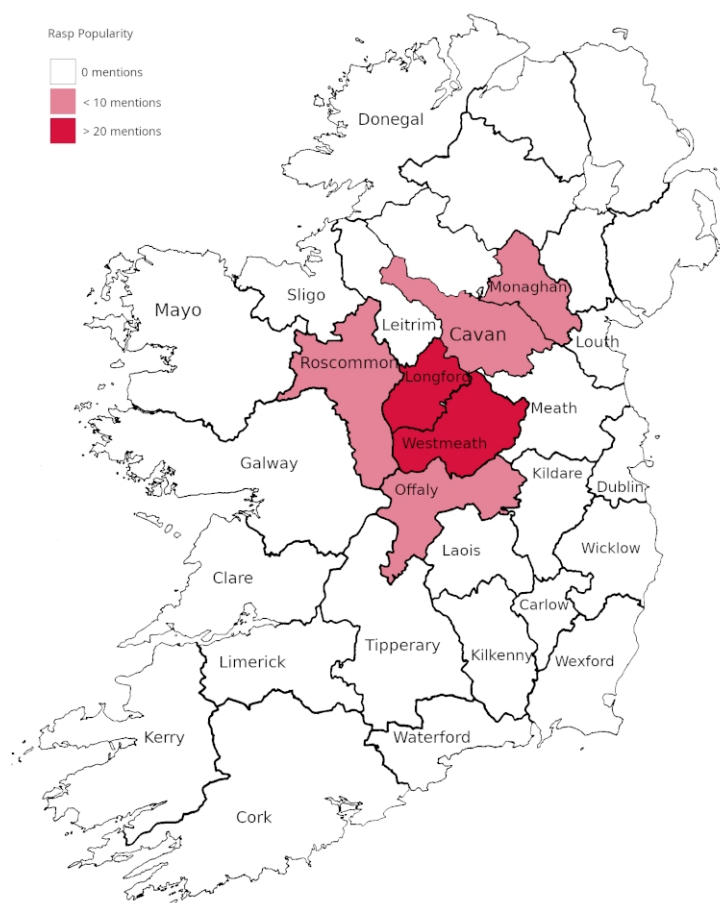 Rasp Popularity
0 mentions
< 10 mentions
> 20 mentions
Donegal
Monaghan
Sligo
Mayo
Leitrim
Cavan
Louth
Roscommon
Longford
Meath
Westmeath
Galway
Kildare
Offaly
Dublin
Laois
Wicklow
Clare
Carlow
Tipperary
Kilkenny
Limerick
Wexford
Kerry
Waterford
Cork